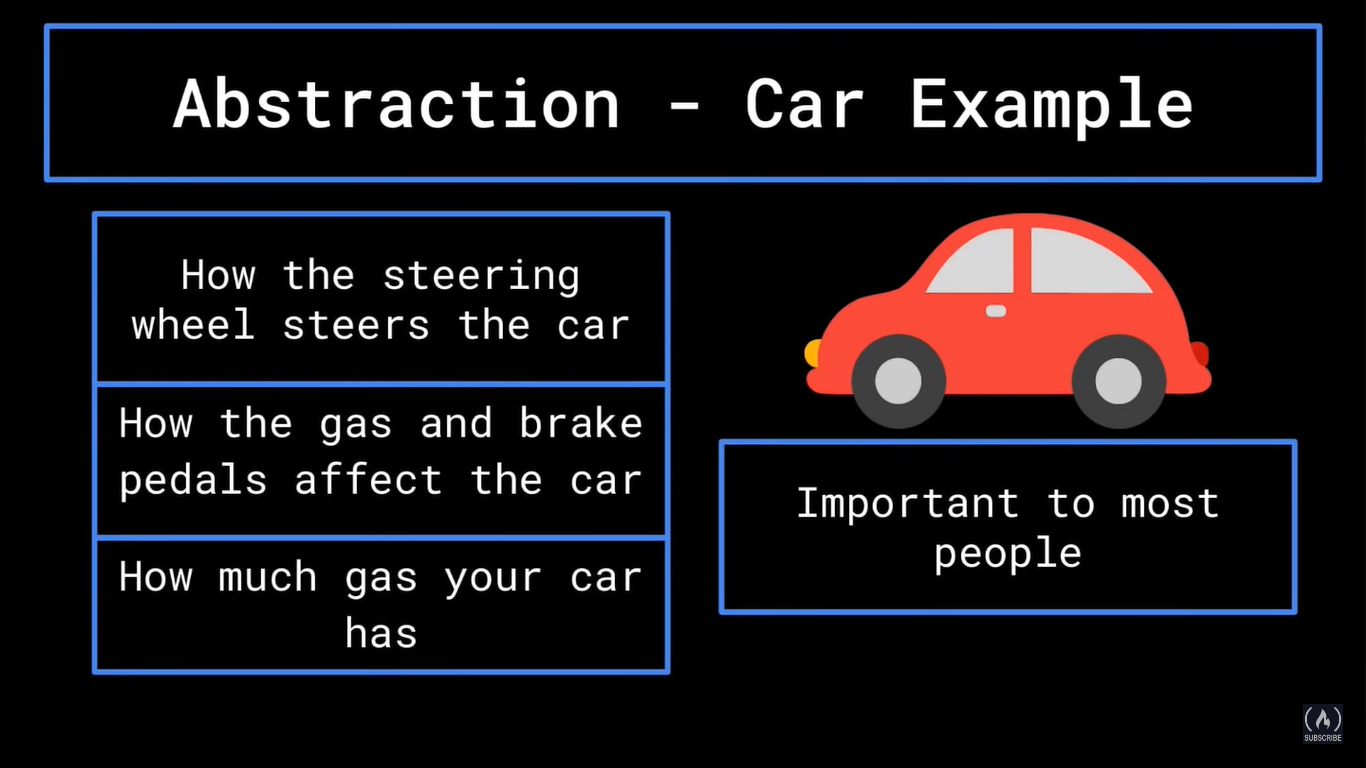 Abstraction - Car Example
How the steering
wheel steers the car
How the gas and brake
pedals affect the car
How much gas your car
has
Important to most
people
SUBSCRIBE